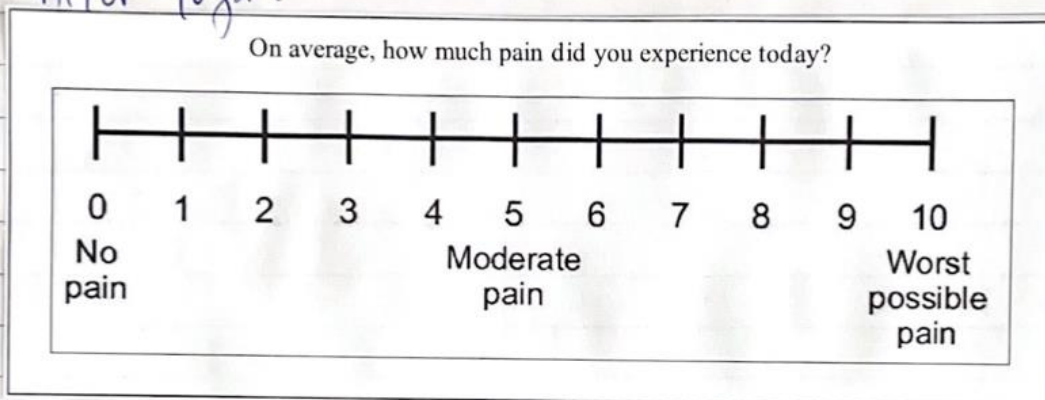 On average, how much pain did you experience today?
0 1 2 3 4 5 6 7 8 9 10
No pain
Moderate pain
Worst possible pain